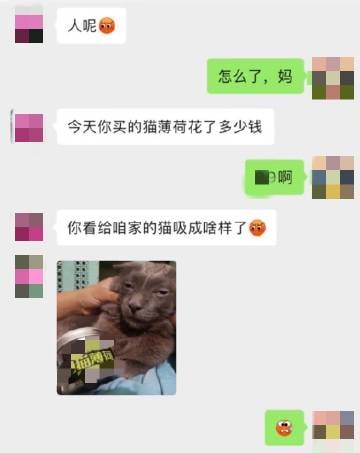 人呢
怎么了，妈
今天你买的猫薄荷花了多少钱
9啊
你看给咱家的猫吸成啥样了
猫薄荷